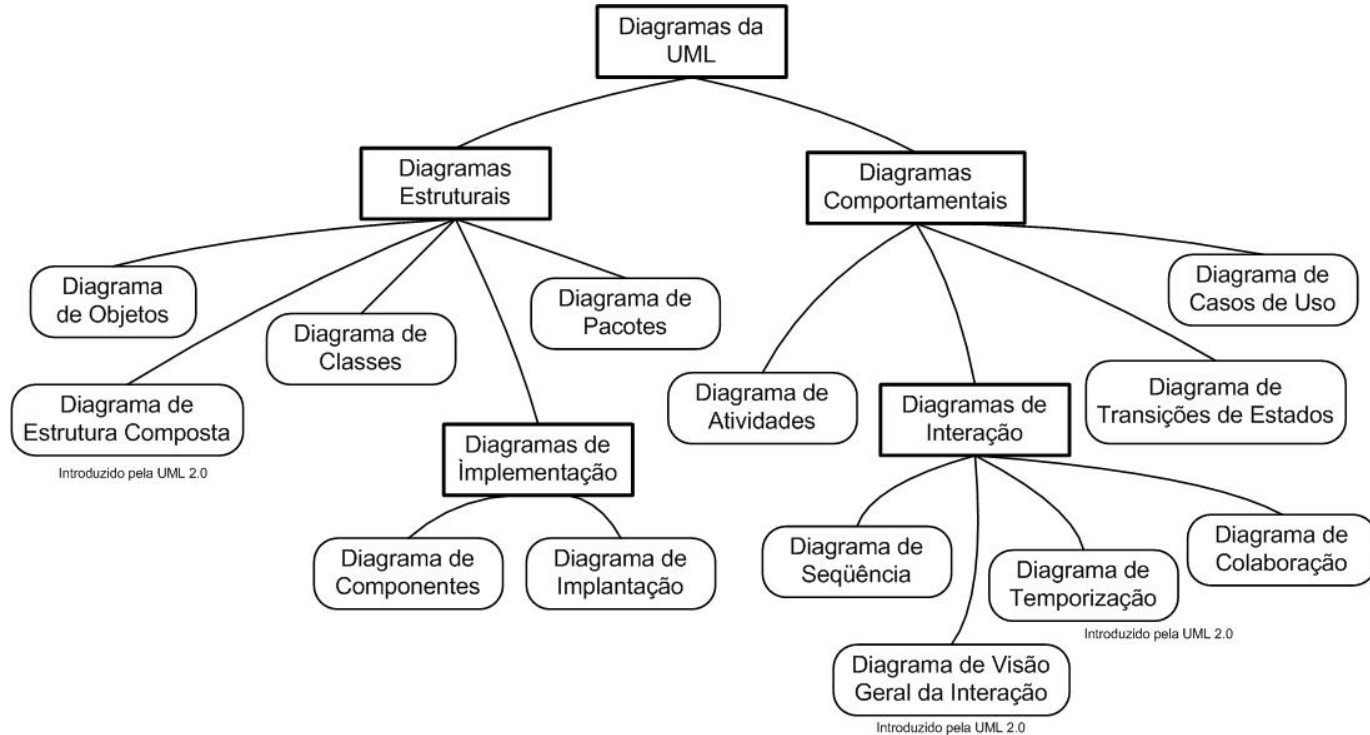 Diagramas da
UML
Diagramas
Estruturais
Diagramas
Comportamentais
Diagrama
de Objetos
Diagrama de
Estrutura Composta
Introduzido pela UML 2.0
Diagrama de
Classes
Diagrama de
Pacotes
Diagramas de
Ìmplementação
Diagrama de
Componentes
Diagrama de
Implantação
Diagrama de
Atividades
Diagramas de
Interação
Diagrama de
Transições de Estados
Diagrama de
Casos de Uso
Diagrama de
Seqüência
Diagrama de Visão
Geral da Interação
Introduzido pela UML 2.0
Diagrama de
Temporização
Introduzido pela UML 2.0
Diagrama de
Colaboração